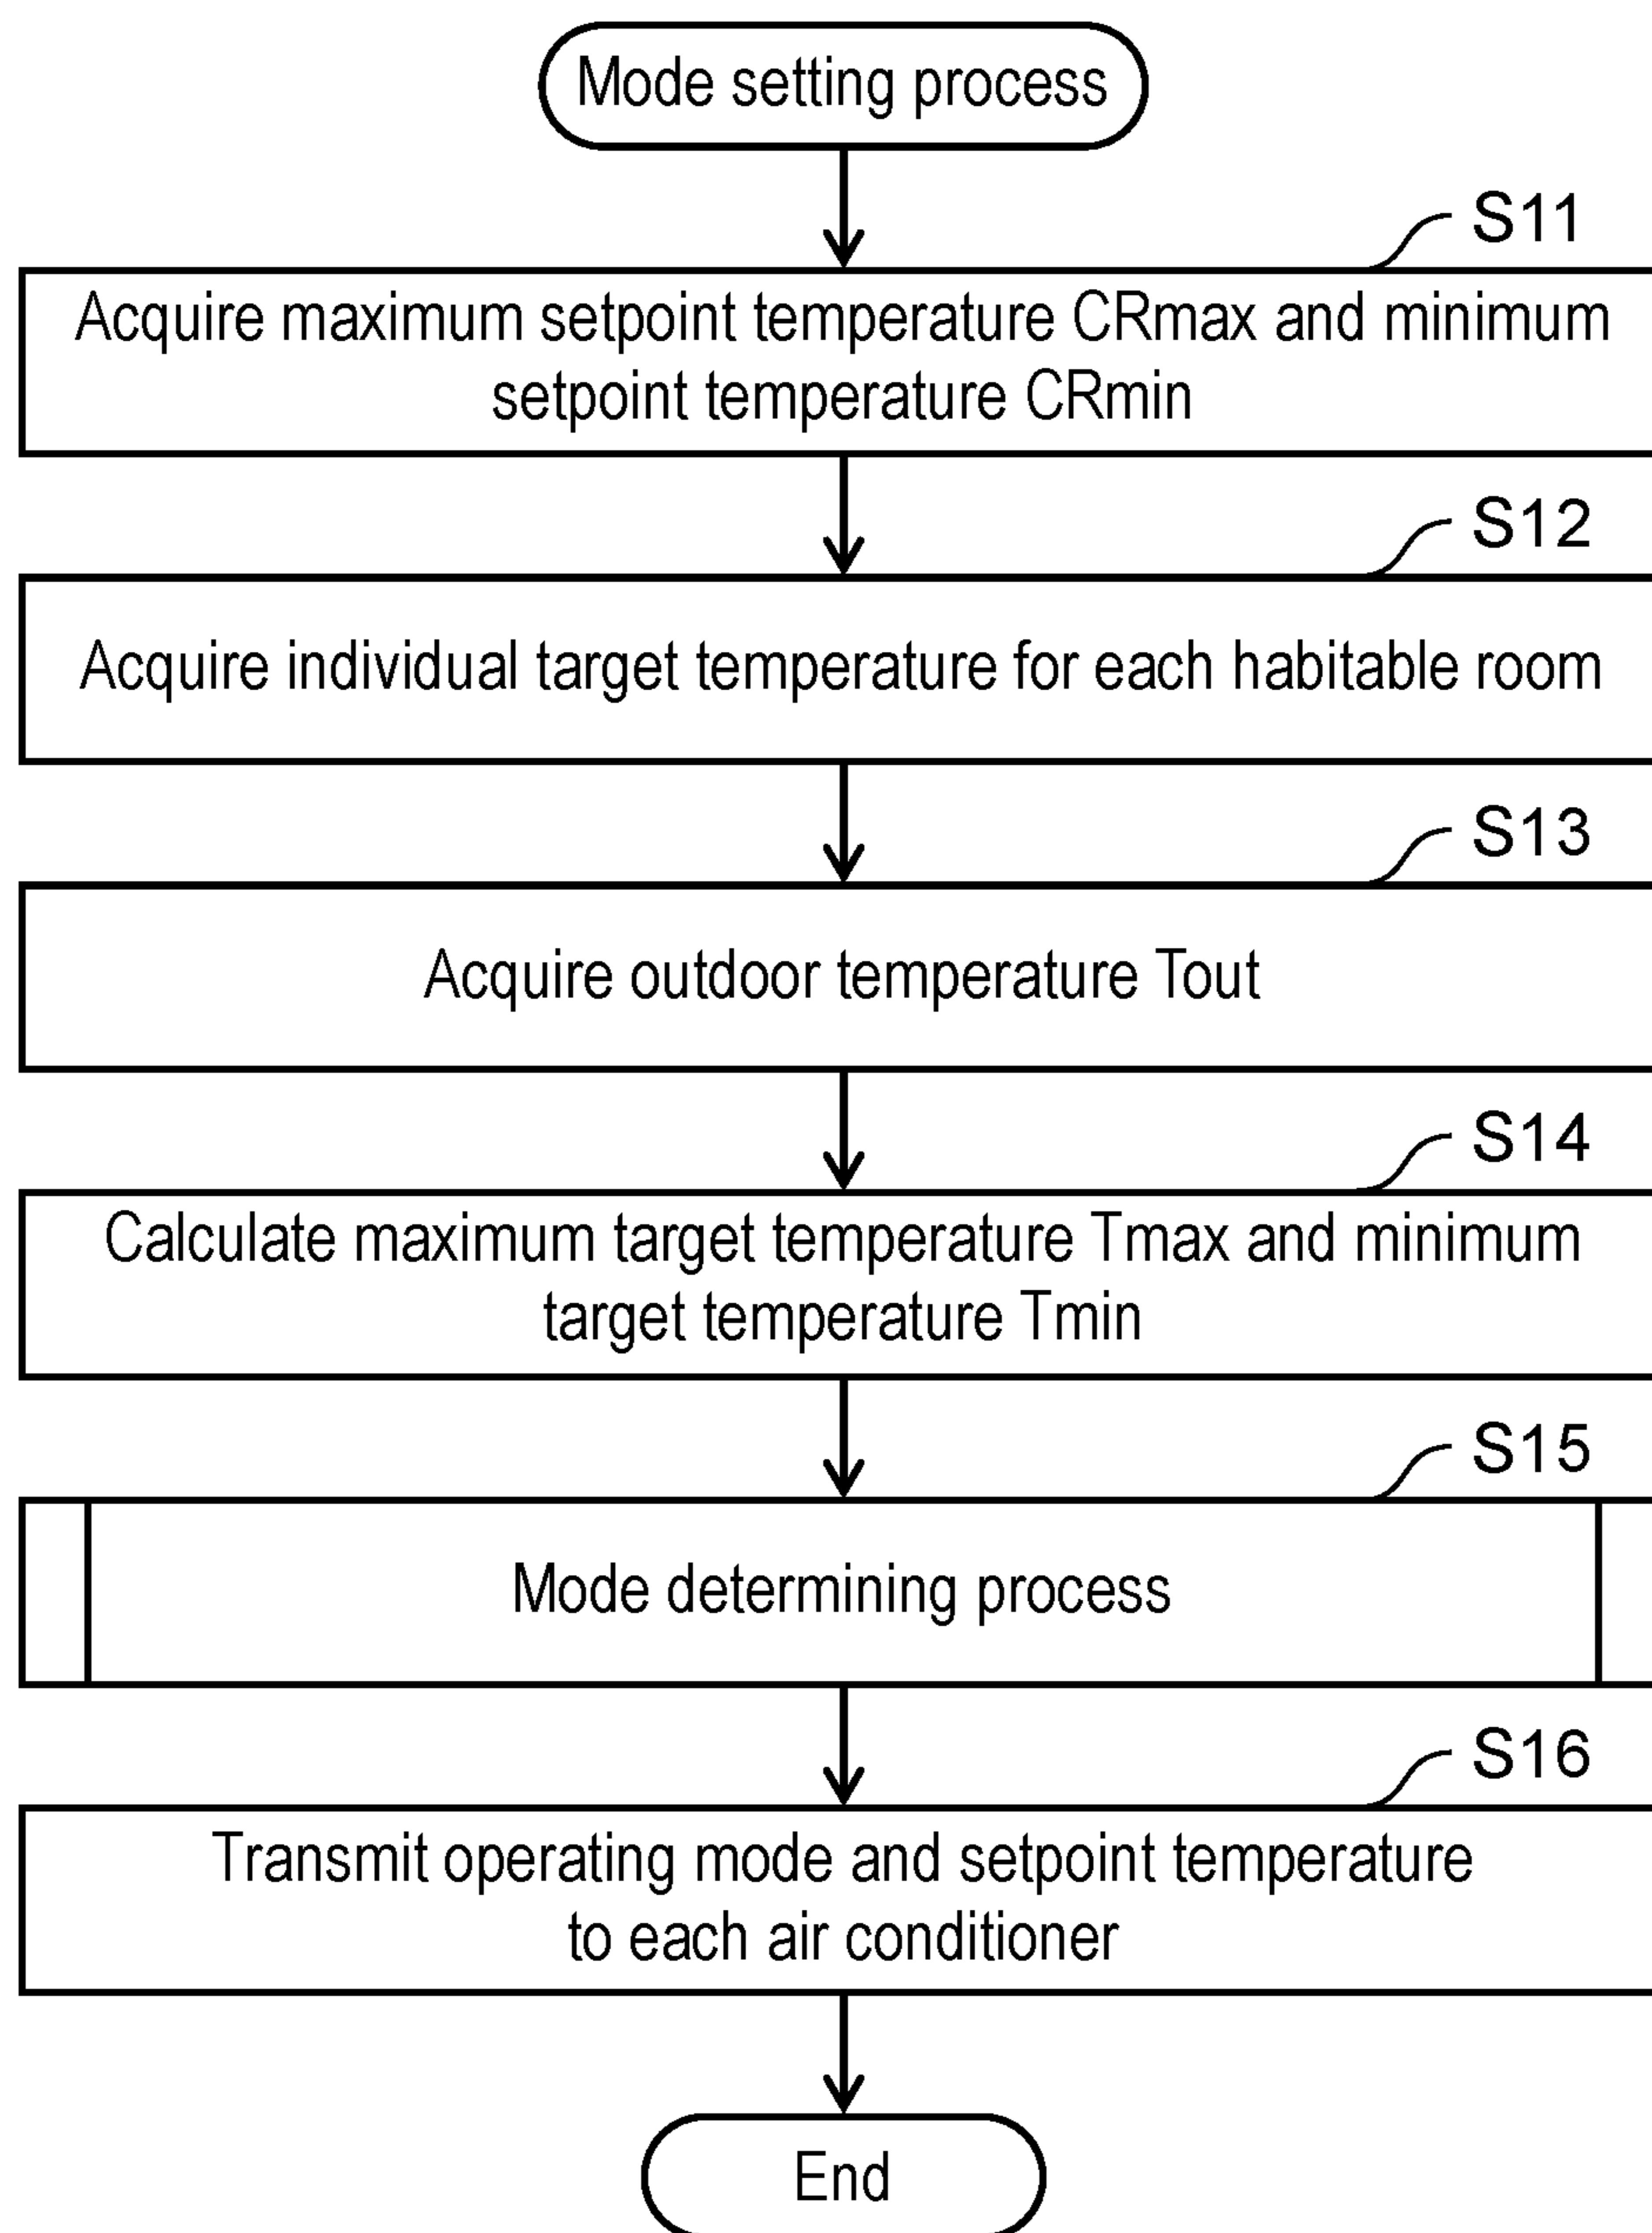 Mode setting process
S11
Acquire maximum setpoint temperature CRmax and minimum
setpoint temperature CRmin
S12
Acquire individual target temperature for each habitable room
S13
Acquire outdoor temperature Tout
S14
Calculate maximum target temperature Tmax and minimum
target temperature Tmin
S15
Mode determining process
S16
Transmit operating mode and setpoint temperature
to each air conditioner
End